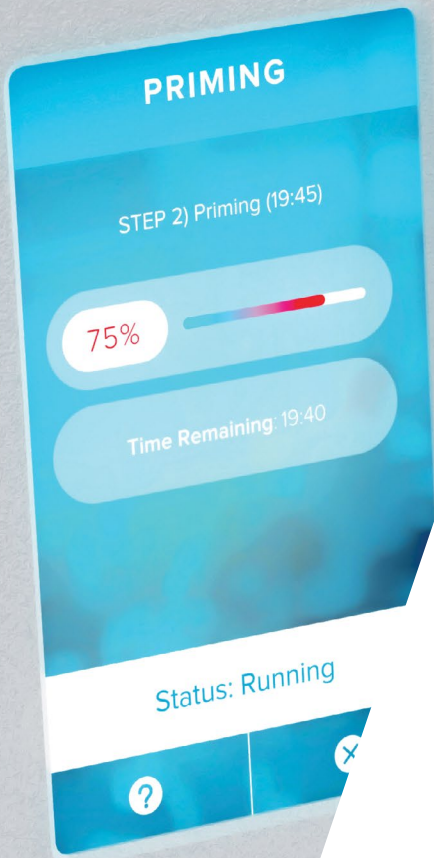 PRIMING
STEP 2) Priming (19:45)
75%
Time Remaining: 19:40
Status: Running
?